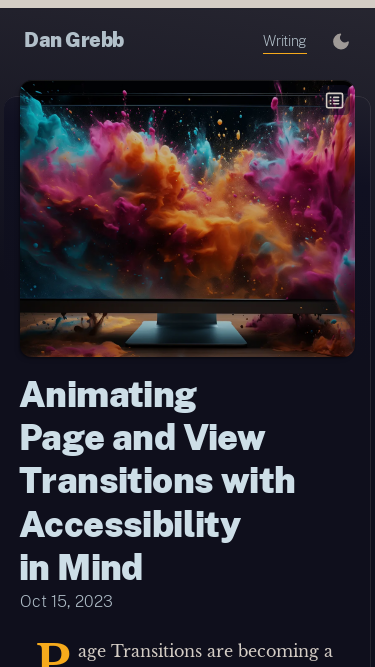 Dan Grebb
Writing
Animating
Page and View
Transitions with
Accessibility
in Mind
Oct 15, 2023
Page Transitions are becoming a